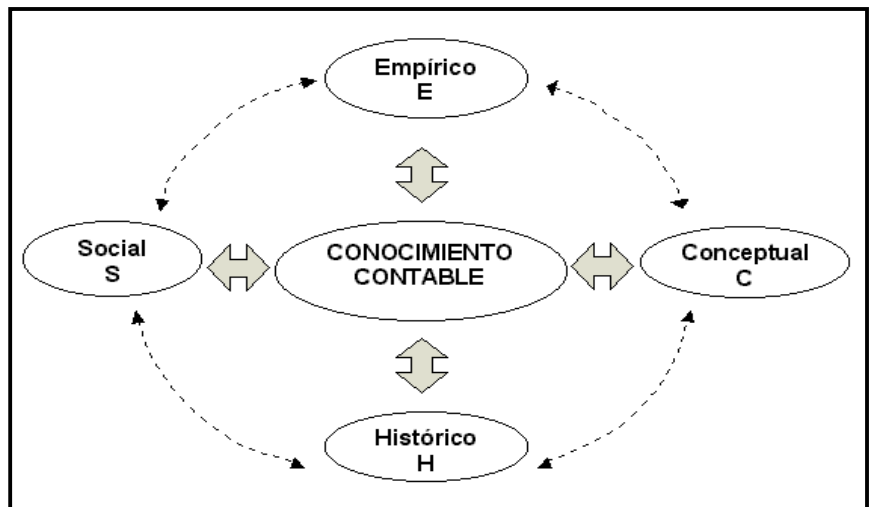 Empírico
E
Social
S
CONOCIMIENTO
CONTABLE
Conceptual
C
Histórico
H